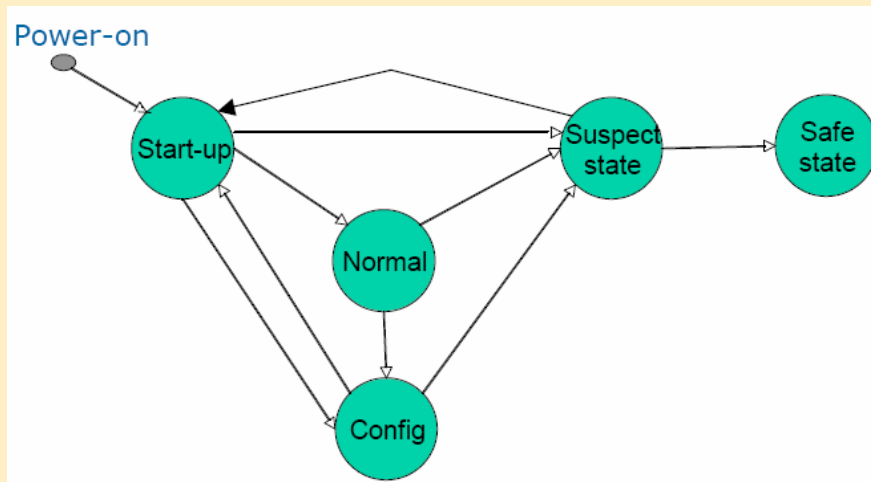 Power-on
Start-up
Suspect
state
Safe
state
Normal
Config